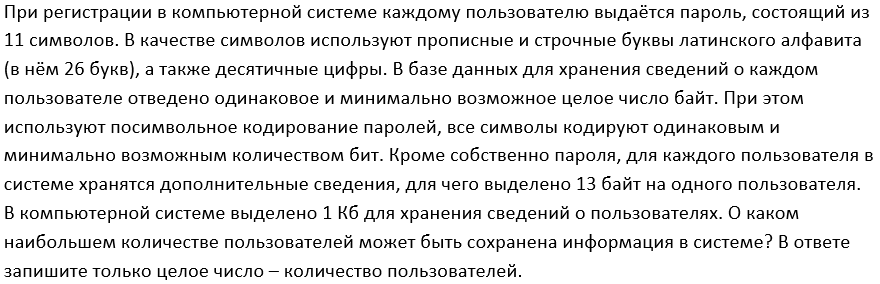 При регистрации в компьютерной системе каждому пользователю выдаётся пароль, состоящий из
11 символов. В качестве символов используют прописные и строчные буквы латинского алфавита
(в нём 26 букв), а также десятичные цифры. В базе данных для хранения сведений о каждом
пользователе отведено одинаковое и минимально возможное целое число байт. При этом
используют посимвольное кодирование паролей, все символы кодируют одинаковым и
минимально возможным количеством бит. Кроме собственно пароля, для каждого пользователя в
системе хранятся дополнительные сведения, для чего выделено 13 байт на одного пользователя.
В компьютерной системе выделено 1 Кб для хранения сведений о пользователях. О каком
наибольшем количестве пользователей может быть сохранена информация в системе? В ответе
запишите только целое число – количество пользователей.